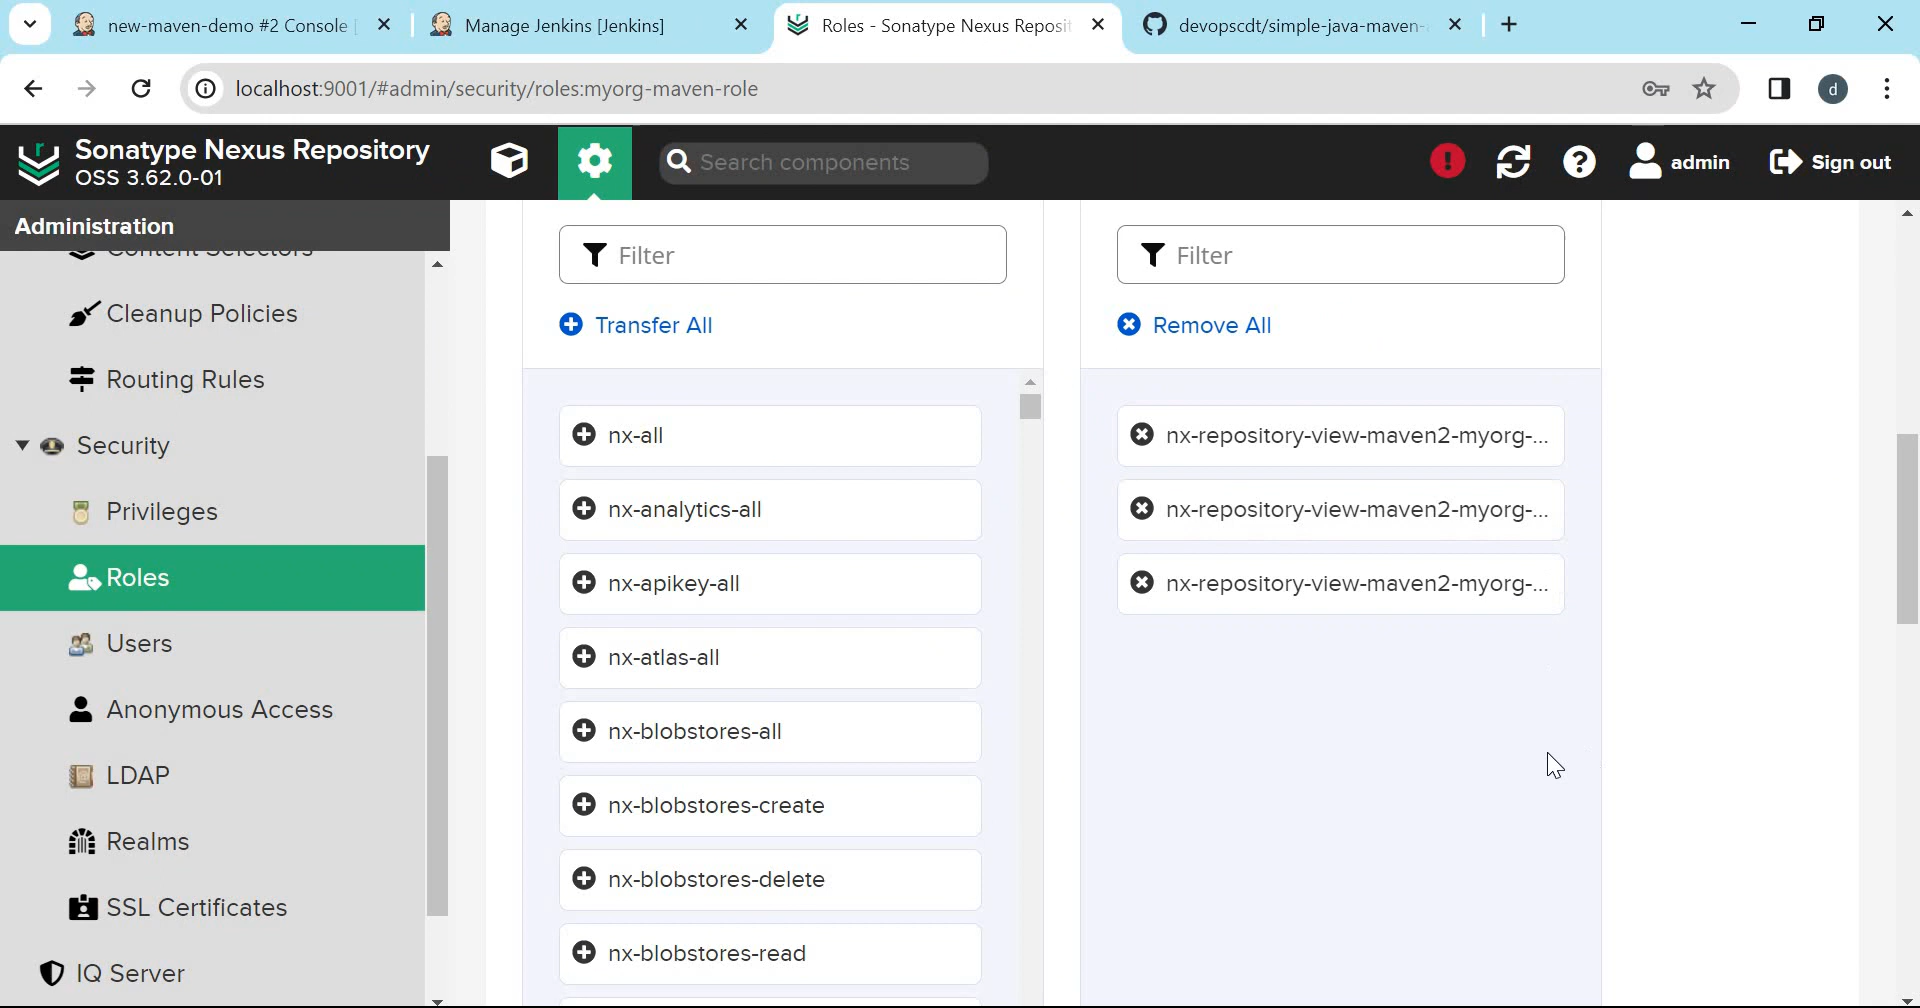 new-maven-demo #2 Console
Manage Jenkins [Jenkins]
Roles - Sonatype Nexus Reposit
devopscdt/simple-java-maven-
localhost:9001/#admin/security/roles:myorg-maven-role
d
Sonatype Nexus Repository
OSS 3.62.0-01
Search components
admin
Sign out
Administration
Content Selectors
Cleanup Policies
Routing Rules
Security
Privileges
Roles
Users
Anonymous Access
LDAP
Realms
SSL Certificates
IQ Server
Filter
Transfer All
nx-all
nx-analytics-all
nx-apikey-all
nx-atlas-all
nx-blobstores-all
nx-blobstores-create
nx-blobstores-delete
nx-blobstores-read
Filter
Remove All
nx-repository-view-maven2-myorg-...
nx-repository-view-maven2-myorg-...
nx-repository-view-maven2-myorg-...